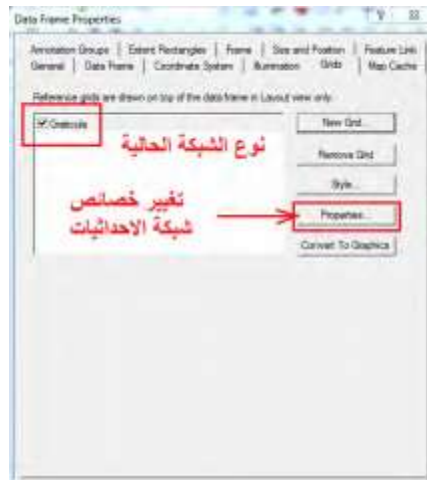 Data Frame Properties
Annotation Groups Extent Rectangles Frame Size and Position Feature Link
General Data Frame Coordinate System Illumination Grids Map Cache
Reference grids are drawn on top of the data frame in Layout view only.
Graticule
New Grid...
نوع الشبكة الحالية
Remove Grid
Style...
تغيير خصائص
شبكة الاحداثيات
Properties...
Convert To Graphics